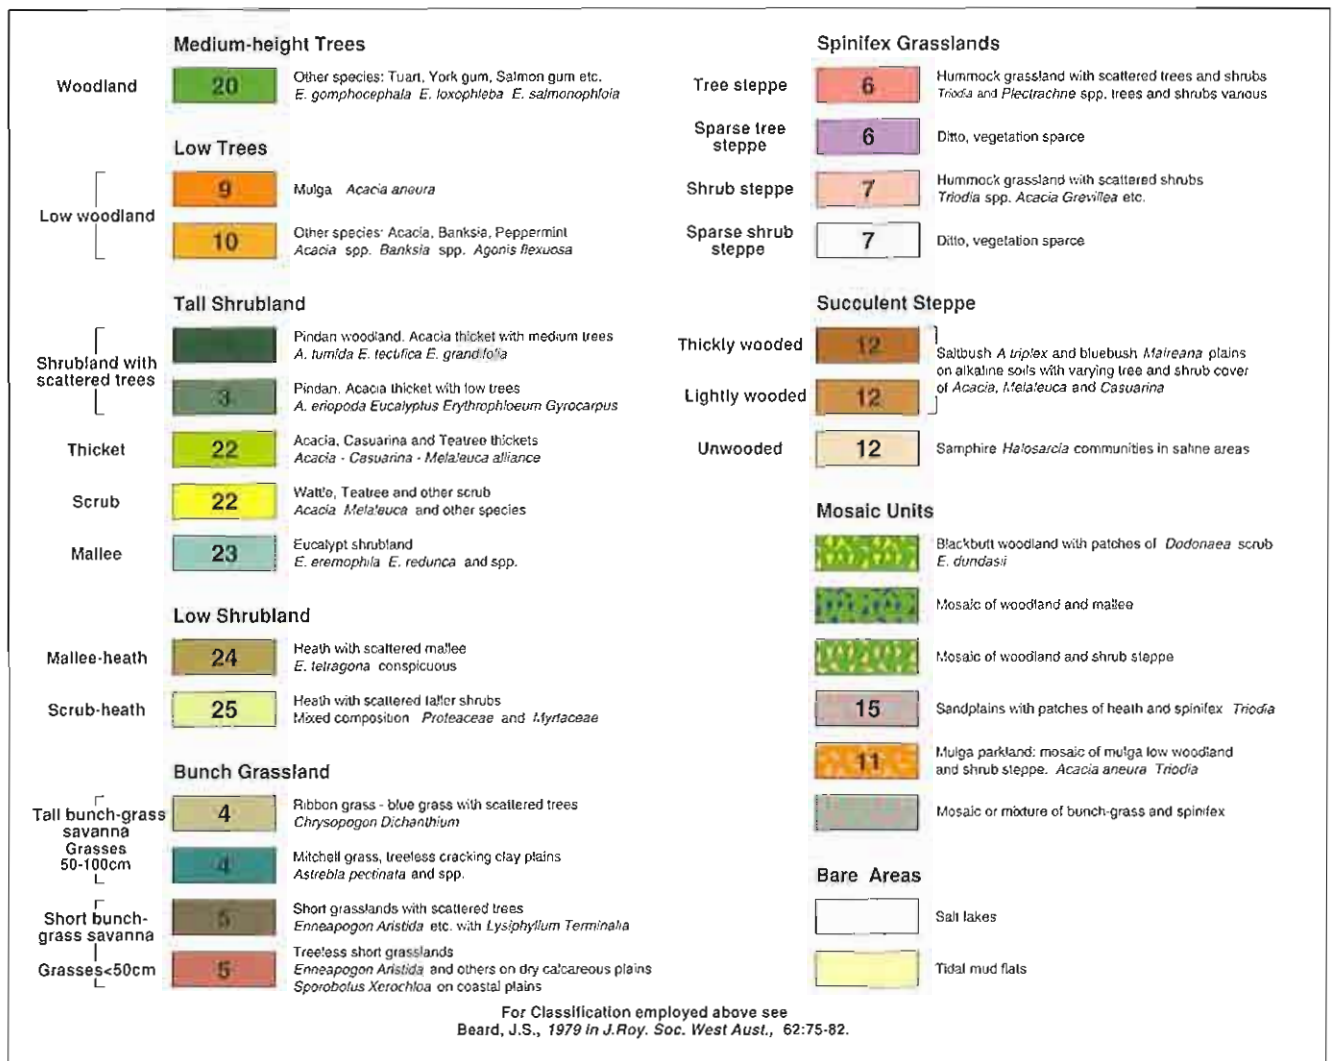 Medium-height Trees
Woodland
20
Other species: Tuart, York gum, Salmon gum etc.
E. gomphocephala E. loxophleba E. salmonophloia
Low Trees
Low woodland
9
Mulga Acacia aneura
10
Other species: Acacia, Banksia, Peppermint
Acacia spp. Banksia spp. Agonis flexuosa
Tall Shrubland
Shrubland with
scattered trees
Pindan woodland. Acacia thicket with medium trees
A. tumida E. tectifica E. grandifolia
3
Pindan. Acacia thicket with low trees
A. eriopoda Eucalyptus Erythrophloeum Gyrocarpus
Thicket
22
Acacia, Casuarina and Teatree thickets
Acacia - Casuarina - Melaleuca alliance
Scrub
22
Wattle, Teatree and other scrub
Acacia Melaleuca and other species
Mallee
23
Eucalypt shrubland
E. eremophila E. redunca and spp.
Low Shrubland
Mallee-heath
24
Heath with scattered mallee
E. tetragona conspicuous
Scrub-heath
25
Heath with scattered taller shrubs
Mixed composition Proteaceae and Myrtaceae
Bunch Grassland
Tall bunch-grass
savanna
Grasses
50-100cm
4
Ribbon grass - blue grass with scattered trees
Chrysopogon Dichanthium
4
Mitchell grass, treeless cracking clay plains
Astrebla pectinata and spp.
Short bunch-
grass savanna
Grasses<50cm
5
Short grasslands with scattered trees
Enneapogon Aristida etc. with Lysiphyllum Terminalia
5
Treeless short grasslands
Enneapogon Aristida and others on dry calcareous plains
Sporobolus Xerochloa on coastal plains
Spinifex Grasslands
Tree steppe
6
Hummock grassland with scattered trees and shrubs
Triodia and Plectrachne spp. trees and shrubs various
Sparse tree
steppe
6
Ditto, vegetation sparce
Shrub steppe
7
Hummock grassland with scattered shrubs
Triodia spp. Acacia Grevillea etc.
Sparse shrub
steppe
7
Ditto, vegetation sparce
Succulent Steppe
Thickly wooded
12
Lightly wooded
12
Saltbush A triplex and bluebush Maireana plains
on alkaline soils with varying tree and shrub cover
of Acacia, Melaleuca and Casuarina
Unwooded
12
Samphire Halosarcia communities in saline areas
Mosaic Units
Blackbutt woodland with patches of Dodonaea scrub
E. dundasii
Mosaic of woodland and mallee
Mosaic of woodland and shrub steppe
15
Sandplains with patches of heath and spinifex Triodia
11
Mulga parkland: mosaic of mulga low woodland
and shrub steppe. Acacia aneura Triodia
Mosaic or mixture of bunch-grass and spinifex
Bare Areas
Salt lakes
Tidal mud flats
For Classification employed above see
Beard, J.S., 1979 in J.Roy. Soc. West Aust., 62:75-82.